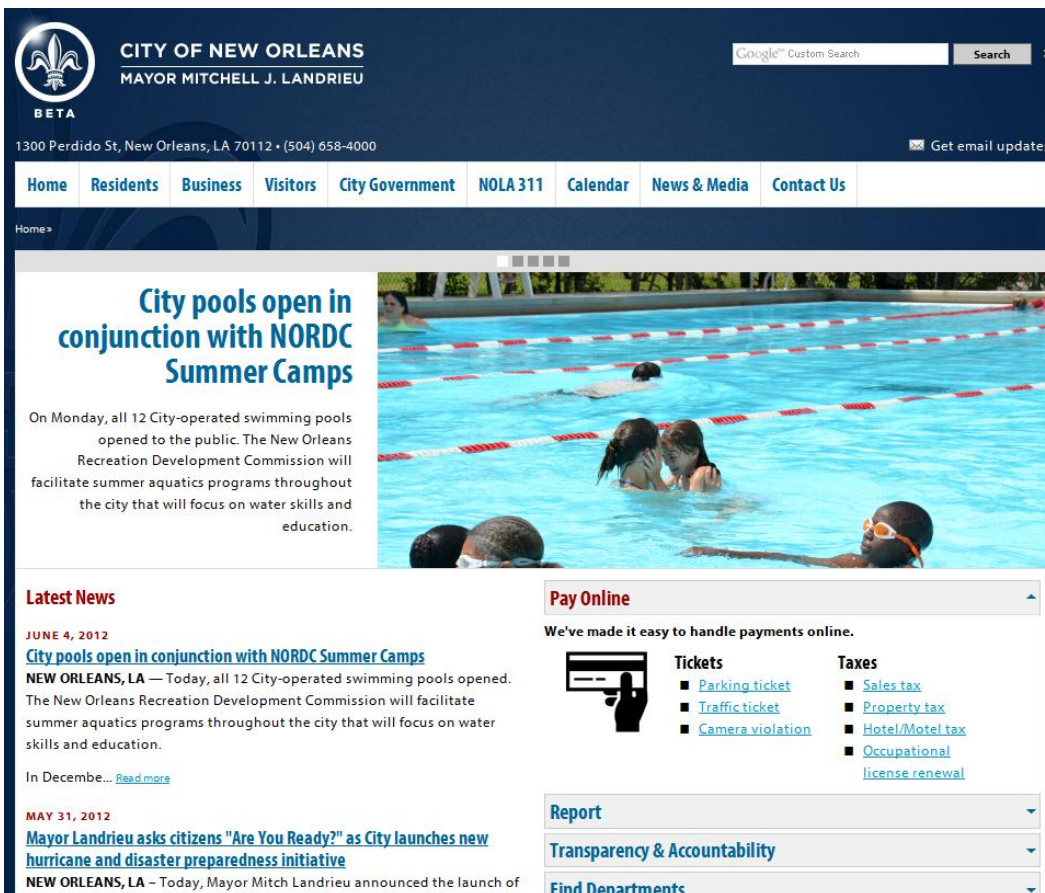 CITY OF NEW ORLEANS
MAYOR MITCHELL J. LANDRIEU
BETA
Google™ Custom Search
Search
1300 Perdido St, New Orleans, LA 70112 • (504) 658-4000
Get email update
Home
Residents
Business
Visitors
City Government
NOLA 311
Calendar
News & Media
Contact Us
Home»
City pools open in
conjunction with NORDC
Summer Camps
On Monday, all 12 City-operated swimming pools
opened to the public. The New Orleans
Recreation Development Commission will
facilitate summer aquatics programs throughout
the city that will focus on water skills and
education.
Latest News
JUNE 4, 2012
City pools open in conjunction with NORDC Summer Camps
NEW ORLEANS, LA — Today, all 12 City-operated swimming pools opened.
The New Orleans Recreation Development Commission will facilitate
summer aquatics programs throughout the city that will focus on water
skills and education.
In Decembe... Read more
MAY 31, 2012
Mayor Landrieu asks citizens "Are You Ready?" as City launches new
hurricane and disaster preparedness initiative
NEW ORLEANS, LA – Today, Mayor Mitch Landrieu announced the launch of
Pay Online
We've made it easy to handle payments online.
Tickets
Parking ticket
Traffic ticket
Camera violation
Taxes
Sales tax
Property tax
Hotel/Motel tax
Occupational
license renewal
Report
Transparency & Accountability
Find Departments